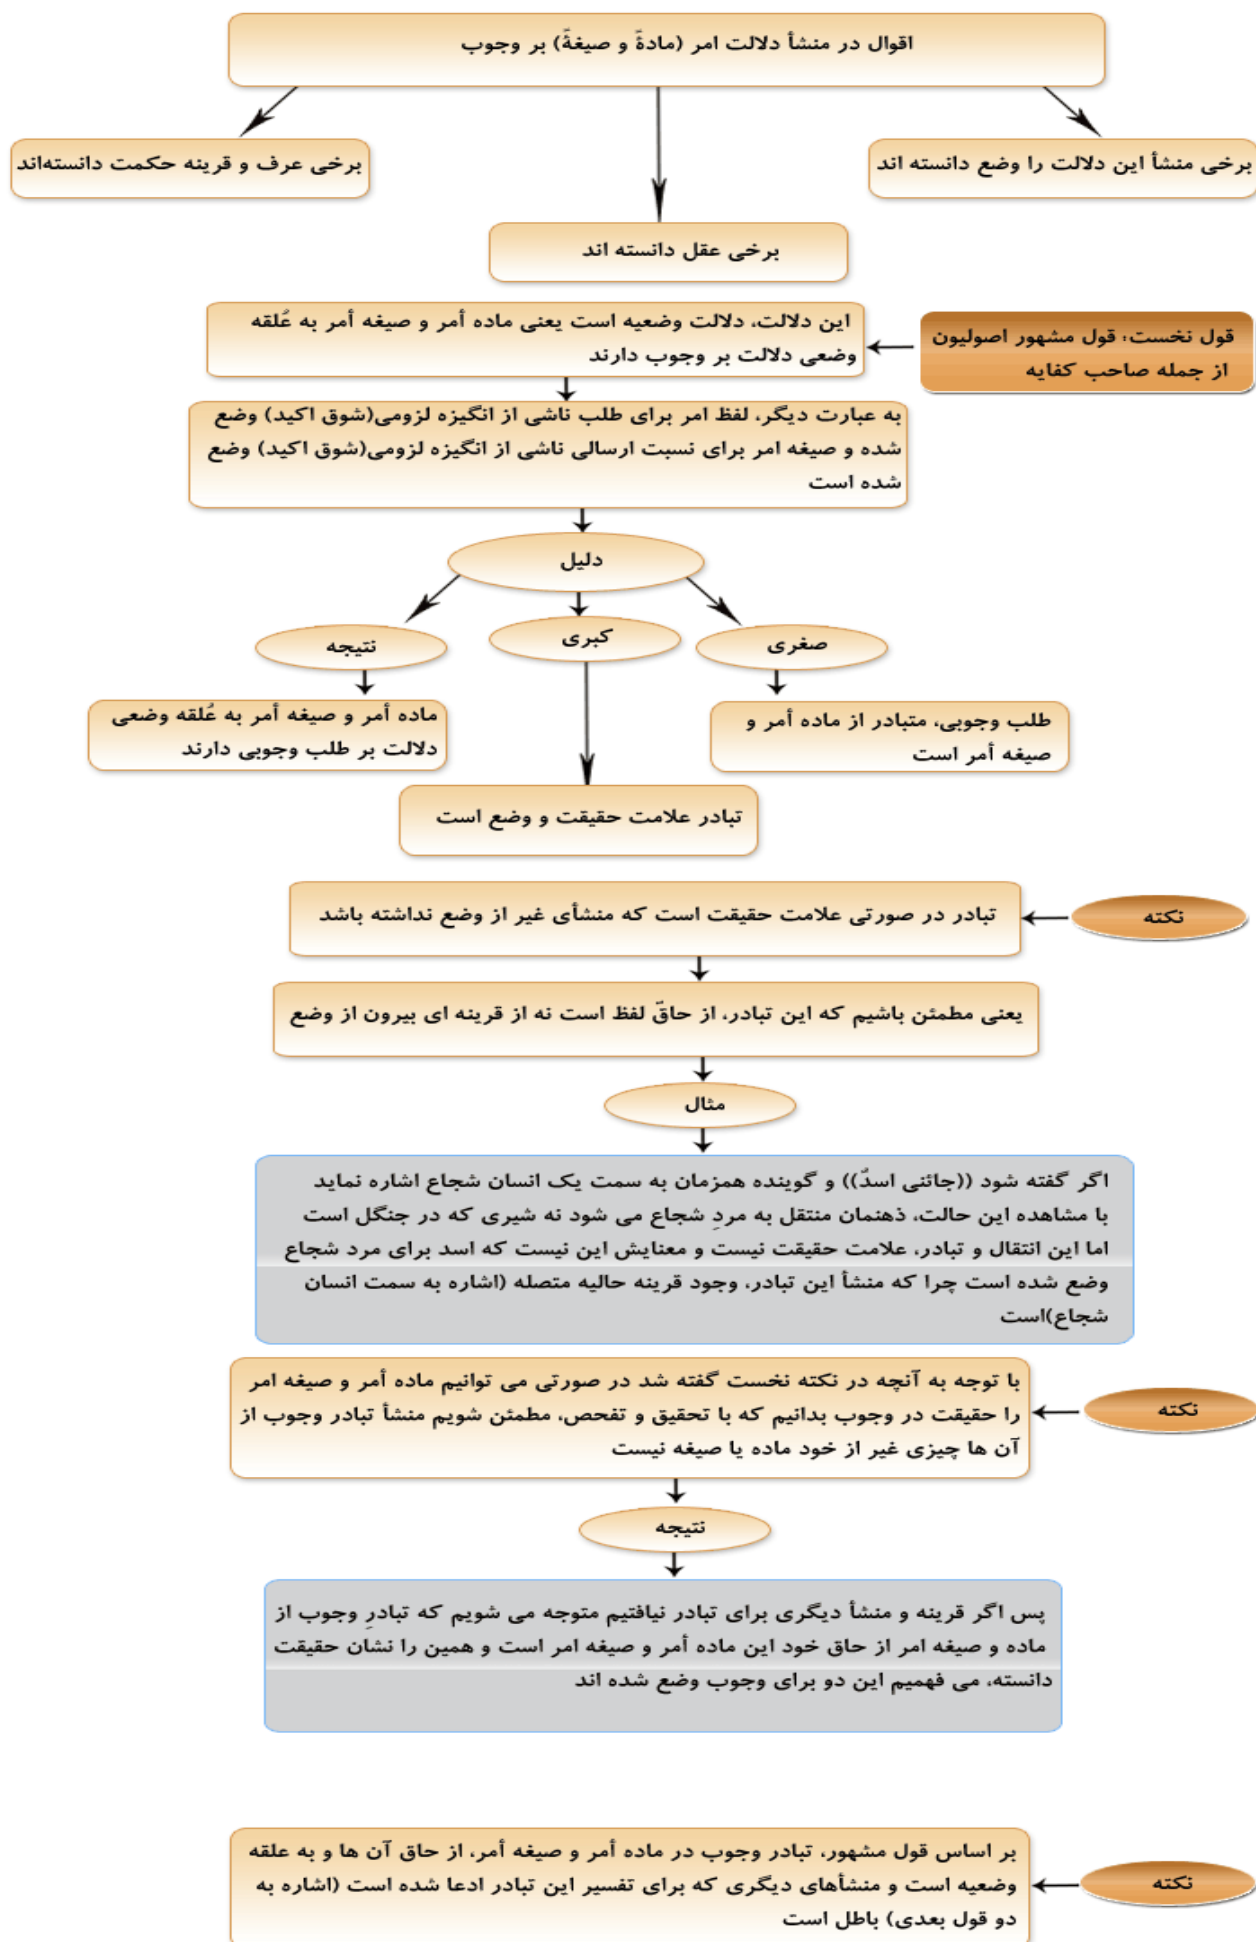 اقوال در منشأ دلالت امر (مادةً و صیغةً) بر وجوب
برخی منشأ این دلالت را وضع دانسته اند
برخی عرف و قرینه حکمت دانسته‌اند
برخی عقل دانسته اند
قول نخست، قول مشهور اصولیون
از جمله صاحب کفایه
این دلالت، دلالت وضعیه است یعنی ماده أمر و صیغه أمر به عُلقه
وضعی دلالت بر وجوب دارند
به عبارت دیگر، لفظ امر برای طلب ناشی از انگیزه لزومی(شوق اکید) وضع
شده و صیغه امر برای نسبت ارسالی ناشی از انگیزه لزومی(شوق اکید) وضع
شده است
دلیل
صغری
کبری
نتیجه
طلب وجوبی، متبادر از ماده أمر و
صیغه أمر است
ماده أمر و صیغه أمر به عُلقه وضعی
دلالت بر طلب وجوبی دارند
تبادر علامت حقیقت و وضع است
نکته
تبادر در صورتی علامت حقیقت است که منشأی غیر از وضع نداشته باشد
یعنی مطمئن باشیم که این تبادر، از حاقّ لفظ است نه از قرینه ای بیرون از وضع
مثال
اگر گفته شود ((جائنی اسدٌ)) و گوینده همزمان به سمت یک انسان شجاع اشاره نماید
با مشاهده این حالت، ذهنمان منتقل به مردِ شجاع می شود نه شیری که در جنگل است
اما این انتقال و تبادر، علامت حقیقت نیست و معنایش این نیست که اسد برای مرد شجاع
وضع شده است چرا که منشأ این تبادر، وجود قرینه حالیه متصله (اشاره به سمت انسان
شجاع)است
نکته
با توجه به آنچه در نکته نخست گفته شد در صورتی می توانیم ماده أمر و صیغه امر
را حقیقت در وجوب بدانیم که با تحقیق و تفحص، مطمئن شویم منشأ تبادر وجوب از
آن ها چیزی غیر از خود ماده یا صیغه نیست
نتیجه
پس اگر قرینه و منشأ دیگری برای تبادر نیافتیم متوجه می شویم که تبادرِ وجوب از
ماده و صیغه امر از حاق خود این ماده أمر و صیغه امر است و همین را نشان حقیقت
دانسته، می فهمیم این دو برای وجوب وضع شده اند
نکته
بر اساس قول مشهور، تبادر وجوب در ماده أمر و صیغه أمر، از حاق آن ها و به علقه
وضعیه است و منشأهای دیگری که برای تفسیر این تبادر ادعا شده است (اشاره به
دو قول بعدی) باطل است